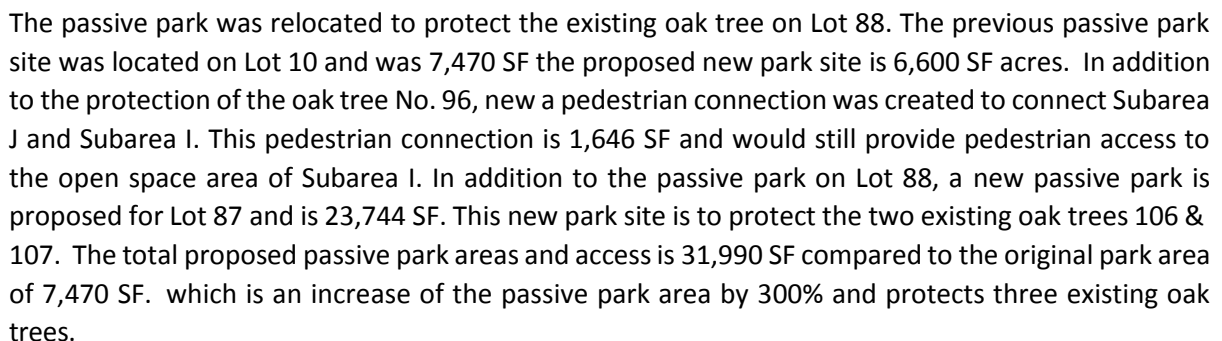 The passive park was relocated to protect the existing oak tree on Lot 88. The previous passive park
site was located on Lot 10 and was 7,470 SF the proposed new park site is 6,600 SF acres. In addition
to the protection of the oak tree No. 96, new a pedestrian connection was created to connect Subarea
J and Subarea I. This pedestrian connection is 1,646 SF and would still provide pedestrian access to
the open space area of Subarea I. In addition to the passive park on Lot 88, a new passive park is
proposed for Lot 87 and is 23,744 SF. This new park site is to protect the two existing oak trees 106 &
107. The total proposed passive park areas and access is 31,990 SF compared to the original park area
of 7,470 SF. which is an increase of the passive park area by 300% and protects three existing oak
trees.